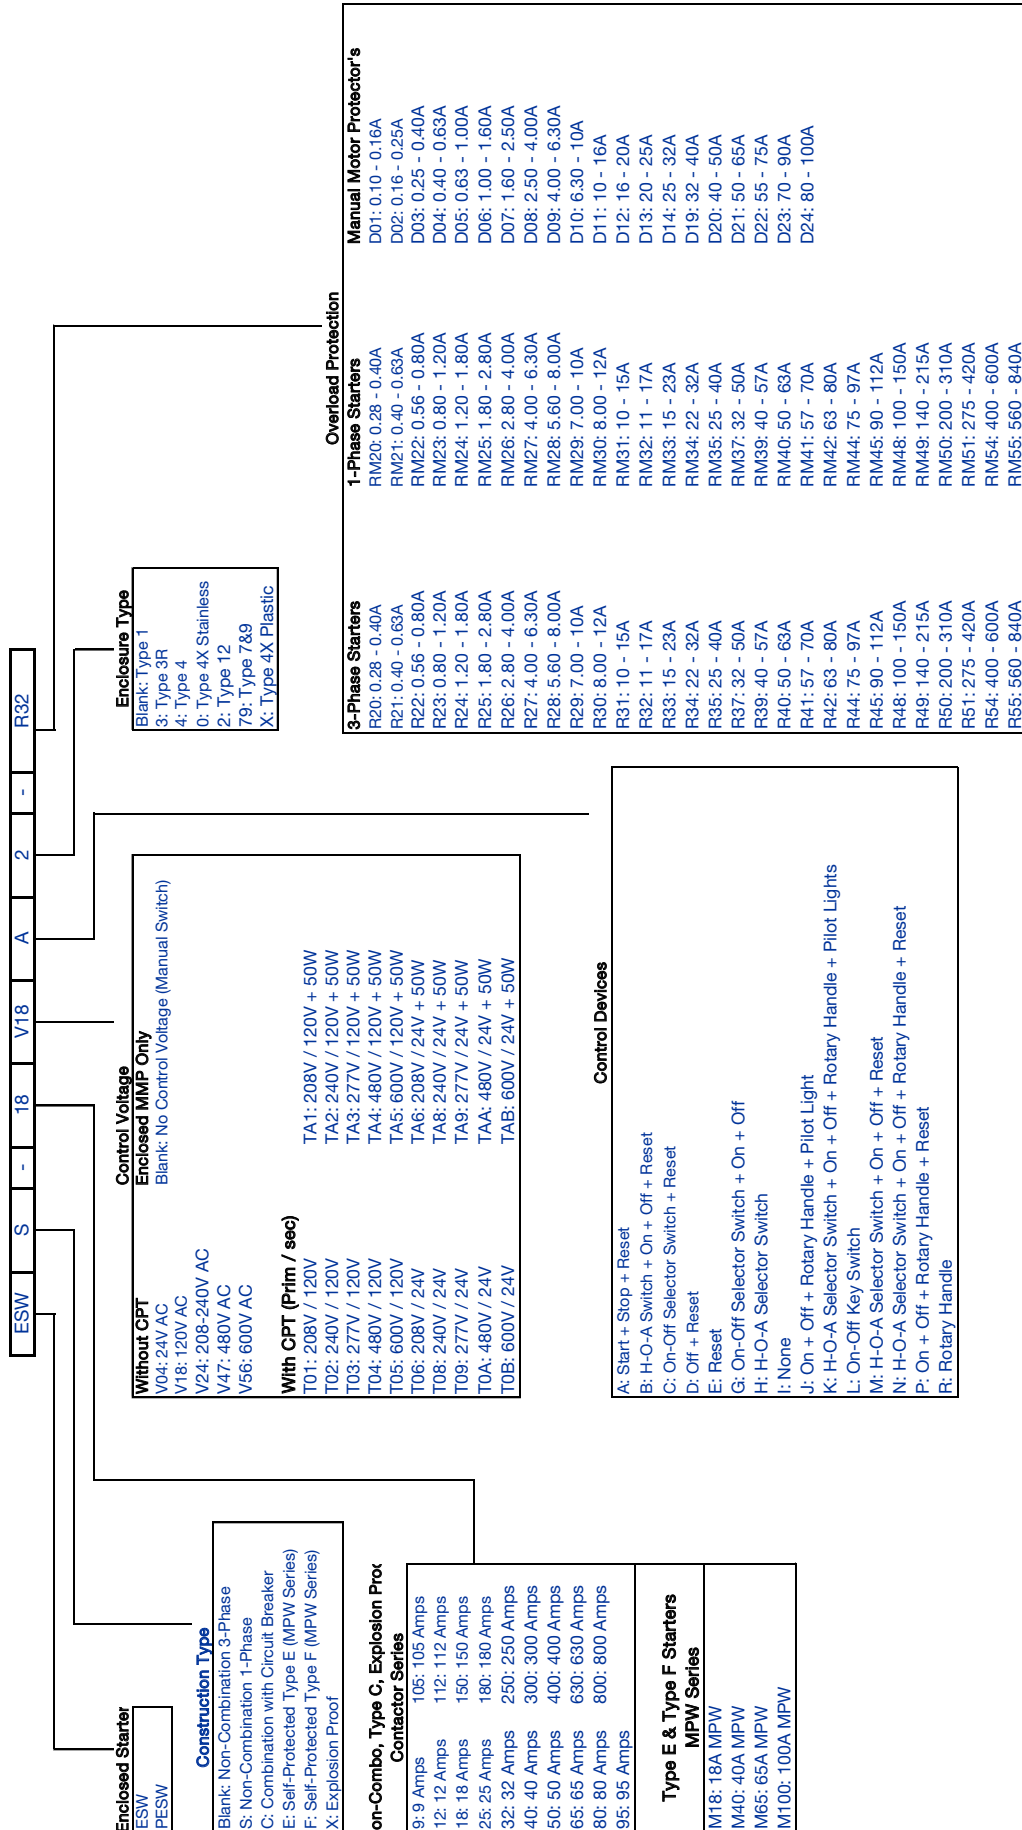 ESW S - 18 V18 A 2 - R32
Enclosed Starter
ESW
PESW
Construction Type
Blank: Non-Combination 3-Phase
S: Non-Combination 1-Phase
C: Combination with Circuit Breaker
E: Self-Protected Type E (MPW Series)
F: Self-Protected Type F (MPW Series)
X: Explosion Proof
on-Combo, Type C, Explosion Proc
Contactor Series
9: 9 Amps 105: 105 Amps
12: 12 Amps 112: 112 Amps
18: 18 Amps 150: 150 Amps
25: 25 Amps 180: 180 Amps
32: 32 Amps 250: 250 Amps
40: 40 Amps 300: 300 Amps
50: 50 Amps 400: 400 Amps
65: 65 Amps 630: 630 Amps
80: 80 Amps 800: 800 Amps
95: 95 Amps
Type E & Type F Starters
MPW Series
M18: 18A MPW
M40: 40A MPW
M65: 65A MPW
M100: 100A MPW
Control Voltage
Without CPT
V04: 24V AC
V18: 120V AC
V24: 208-240V AC
V47: 480V AC
V56: 600V AC
Enclosed MMP Only
Blank: No Control Voltage (Manual Switch)
With CPT (Prim / sec)
T01: 208V / 120V TA1: 208V / 120V + 50W
T02: 240V / 120V TA2: 240V / 120V + 50W
T03: 277V / 120V TA3: 277V / 120V + 50W
T04: 480V / 120V TA4: 480V / 120V + 50W
T05: 600V / 120V TA5: 600V / 120V + 50W
T06: 208V / 24V TA6: 208V / 24V + 50W
T08: 240V / 24V TA8: 240V / 24V + 50W
T09: 277V / 24V TA9: 277V / 24V + 50W
T0A: 480V / 24V TAA: 480V / 24V + 50W
T0B: 600V / 24V TAB: 600V / 24V + 50W
Control Devices
A: Start + Stop + Reset
B: H-O-A Switch + On + Off + Reset
C: On-Off Selector Switch + Reset
D: Off + Reset
E: Reset
G: On-Off Selector Switch + On + Off
H: H-O-A Selector Switch
I: None
J: On + Off + Rotary Handle + Pilot Light
K: H-O-A Selector Switch + On + Off + Rotary Handle + Pilot Lights
L: On-Off Key Switch
M: H-O-A Selector Switch + On + Off + Reset
N: H-O-A Selector Switch + On + Off + Rotary Handle + Reset
P: On + Off + Rotary Handle + Reset
R: Rotary Handle
Enclosure Type
Blank: Type 1
3: Type 3R
4: Type 4
0: Type 4X Stainless
2: Type 12
79: Type 7&9
X: Type 4X Plastic
Overload Protection
3-Phase Starters 1-Phase Starters Manual Motor Protector's
R20: 0.28 - 0.40A RM20: 0.28 - 0.40A D01: 0.10 - 0.16A
R21: 0.40 - 0.63A RM21: 0.40 - 0.63A D02: 0.16 - 0.25A
R22: 0.56 - 0.80A RM22: 0.56 - 0.80A D03: 0.25 - 0.40A
R23: 0.80 - 1.20A RM23: 0.80 - 1.20A D04: 0.40 - 0.63A
R24: 1.20 - 1.80A RM24: 1.20 - 1.80A D05: 0.63 - 1.00A
R25: 1.80 - 2.80A RM25: 1.80 - 2.80A D06: 1.00 - 1.60A
R26: 2.80 - 4.00A RM26: 2.80 - 4.00A D07: 1.60 - 2.50A
R27: 4.00 - 6.30A RM27: 4.00 - 6.30A D08: 2.50 - 4.00A
R28: 5.60 - 8.00A RM28: 5.60 - 8.00A D09: 4.00 - 6.30A
R29: 7.00 - 10A RM29: 7.00 - 10A D10: 6.30 - 10A
R30: 8.00 - 12A RM30: 8.00 - 12A D11: 10 - 16A
R31: 10 - 15A RM31: 10 - 15A D12: 16 - 20A
R32: 11 - 17A RM32: 11 - 17A D13: 20 - 25A
R33: 15 - 23A RM33: 15 - 23A D14: 25 - 32A
R34: 22 - 32A RM34: 22 - 32A D19: 32 - 40A
R35: 25 - 40A RM35: 25 - 40A D20: 40 - 50A
R37: 32 - 50A RM37: 32 - 50A D21: 50 - 65A
R39: 40 - 57A RM39: 40 - 57A D22: 55 - 75A
R40: 50 - 63A RM40: 50 - 63A D23: 70 - 90A
R41: 57 - 70A RM41: 57 - 70A D24: 80 - 100A
R42: 63 - 80A RM42: 63 - 80A
R44: 75 - 97A RM44: 75 - 97A
R45: 90 - 112A RM45: 90 - 112A
R48: 100 - 150A RM48: 100 - 150A
R49: 140 - 215A RM49: 140 - 215A
R50: 200 - 310A RM50: 200 - 310A
R51: 275 - 420A RM51: 275 - 420A
R54: 400 - 600A RM54: 400 - 600A
R55: 560 - 840A RM55: 560 - 840A